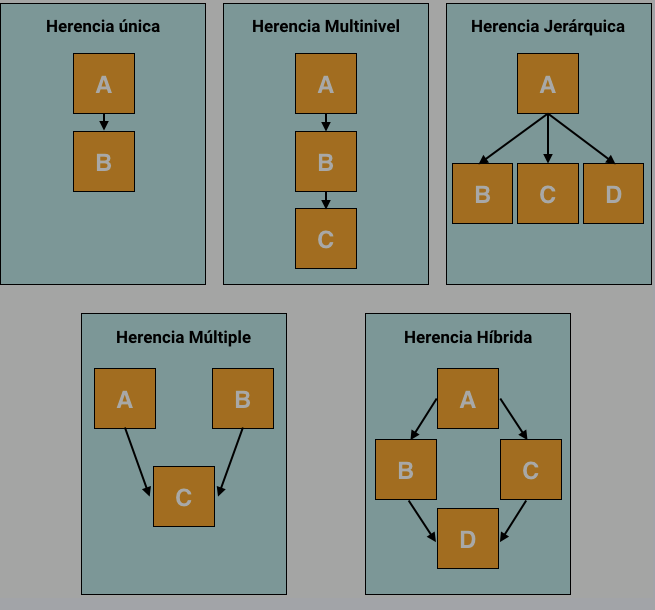 Herencia única
A
B
Herencia Multinivel
A
B
C
Herencia Jerárquica
A
B C D
Herencia Múltiple
A B
C
Herencia Híbrida
A
B C
D